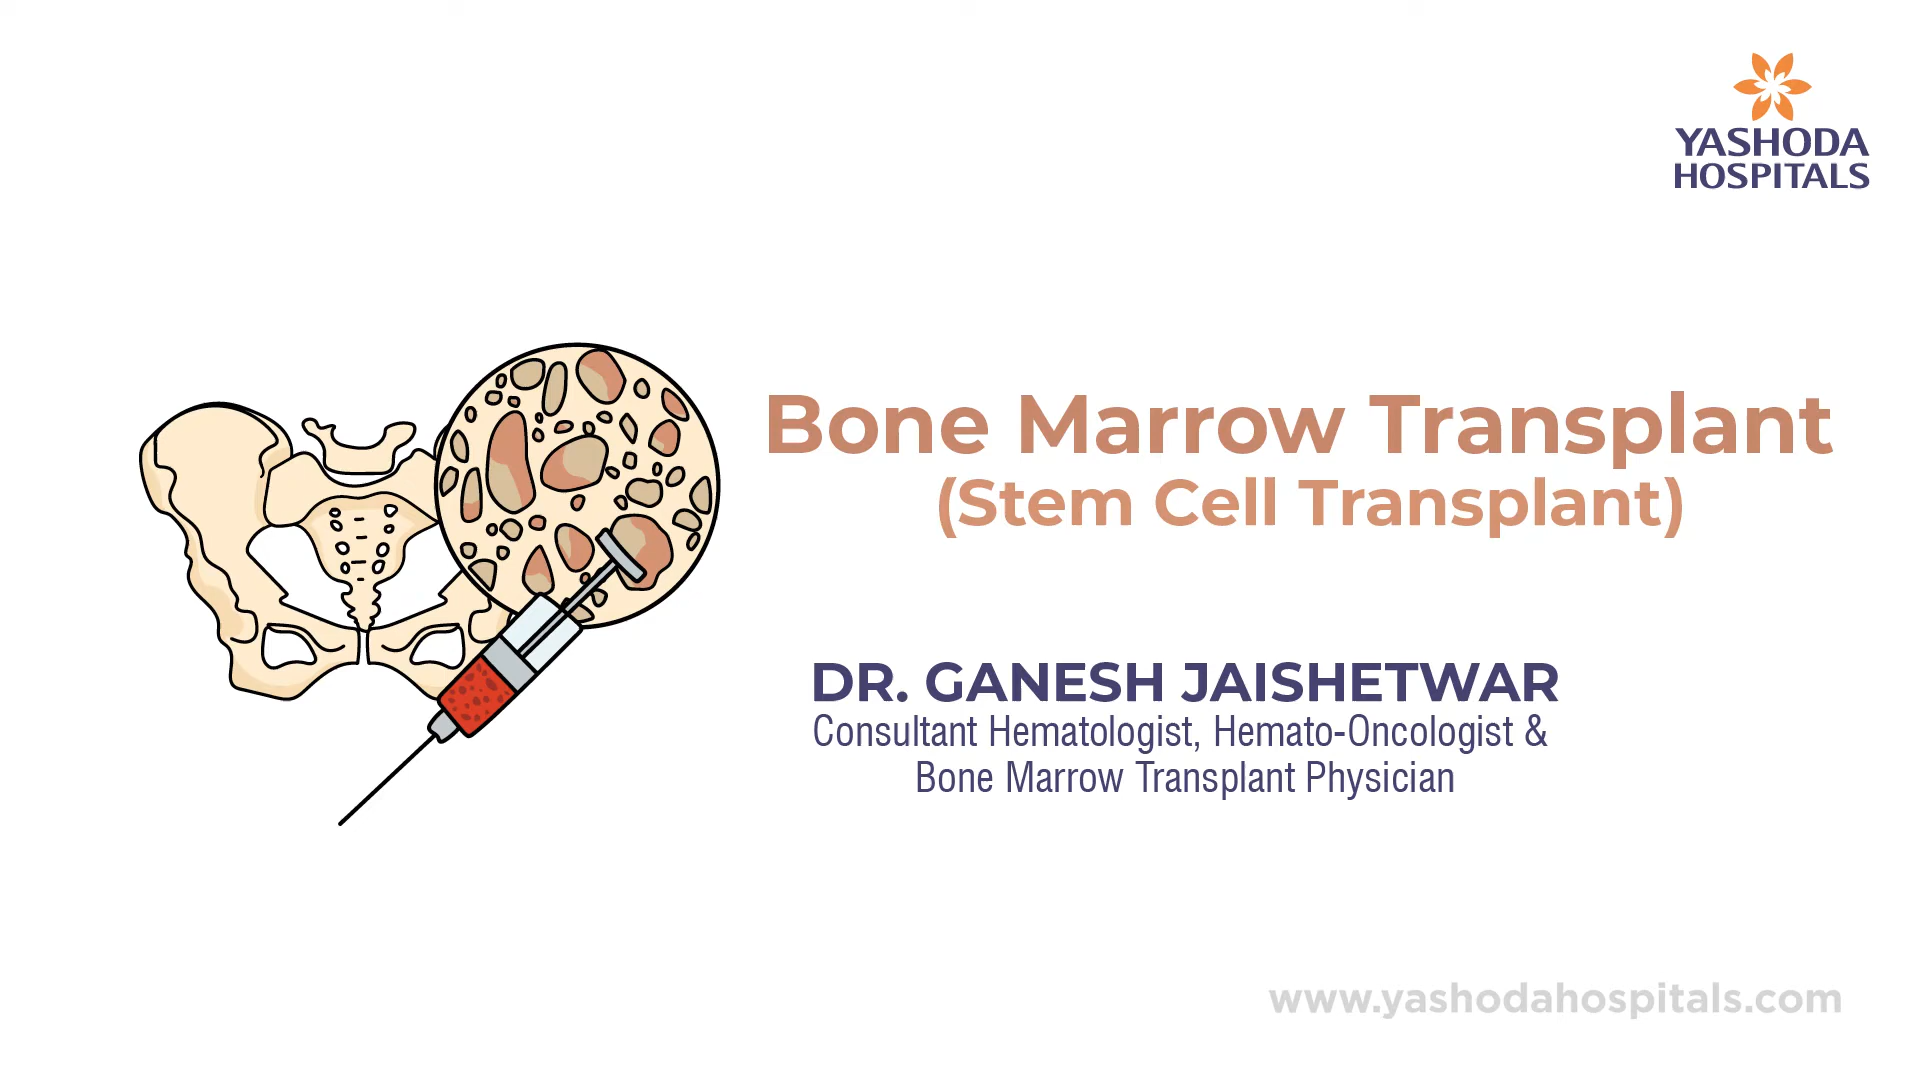 YASHODA
HOSPITALS
Bone Marrow Transplant
(Stem Cell Transplant)
DR. GANESH JAISHETWAR
Consultant Hematologist, Hemato-Oncologist &
Bone Marrow Transplant Physician
www.yashodahospitals.com